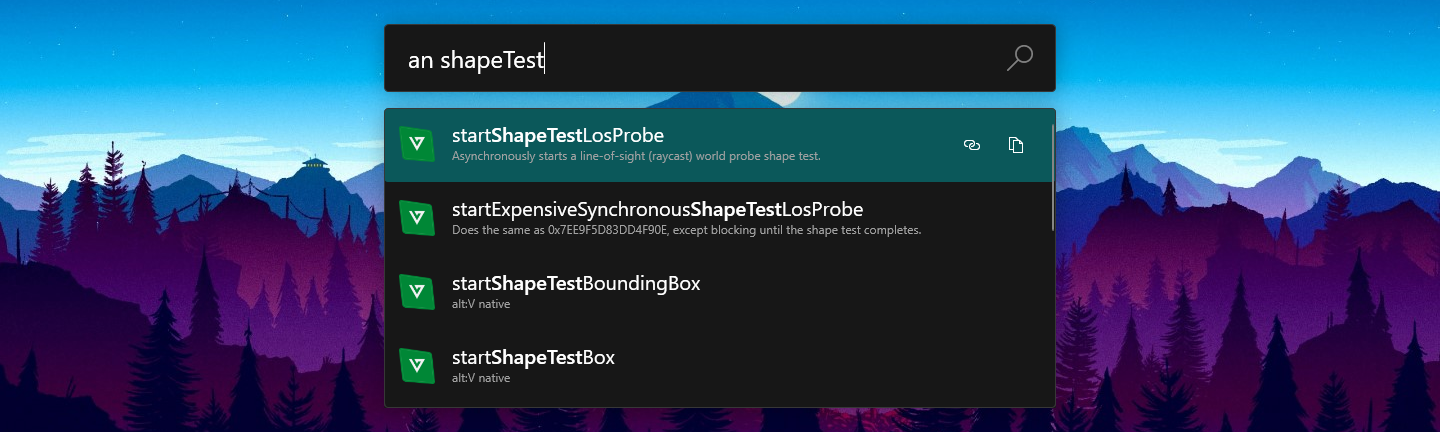 an shapeTest
startShapeTestLosProbe
Asynchronously starts a line-of-sight (raycast) world probe shape test.
startExpensiveSynchronousShapeTestLosProbe
Does the same as 0x7EE9F5D83DD4F90E, except blocking until the shape test completes.
startShapeTestBoundingBox
alt:V native
startShapeTestBox
alt:V native